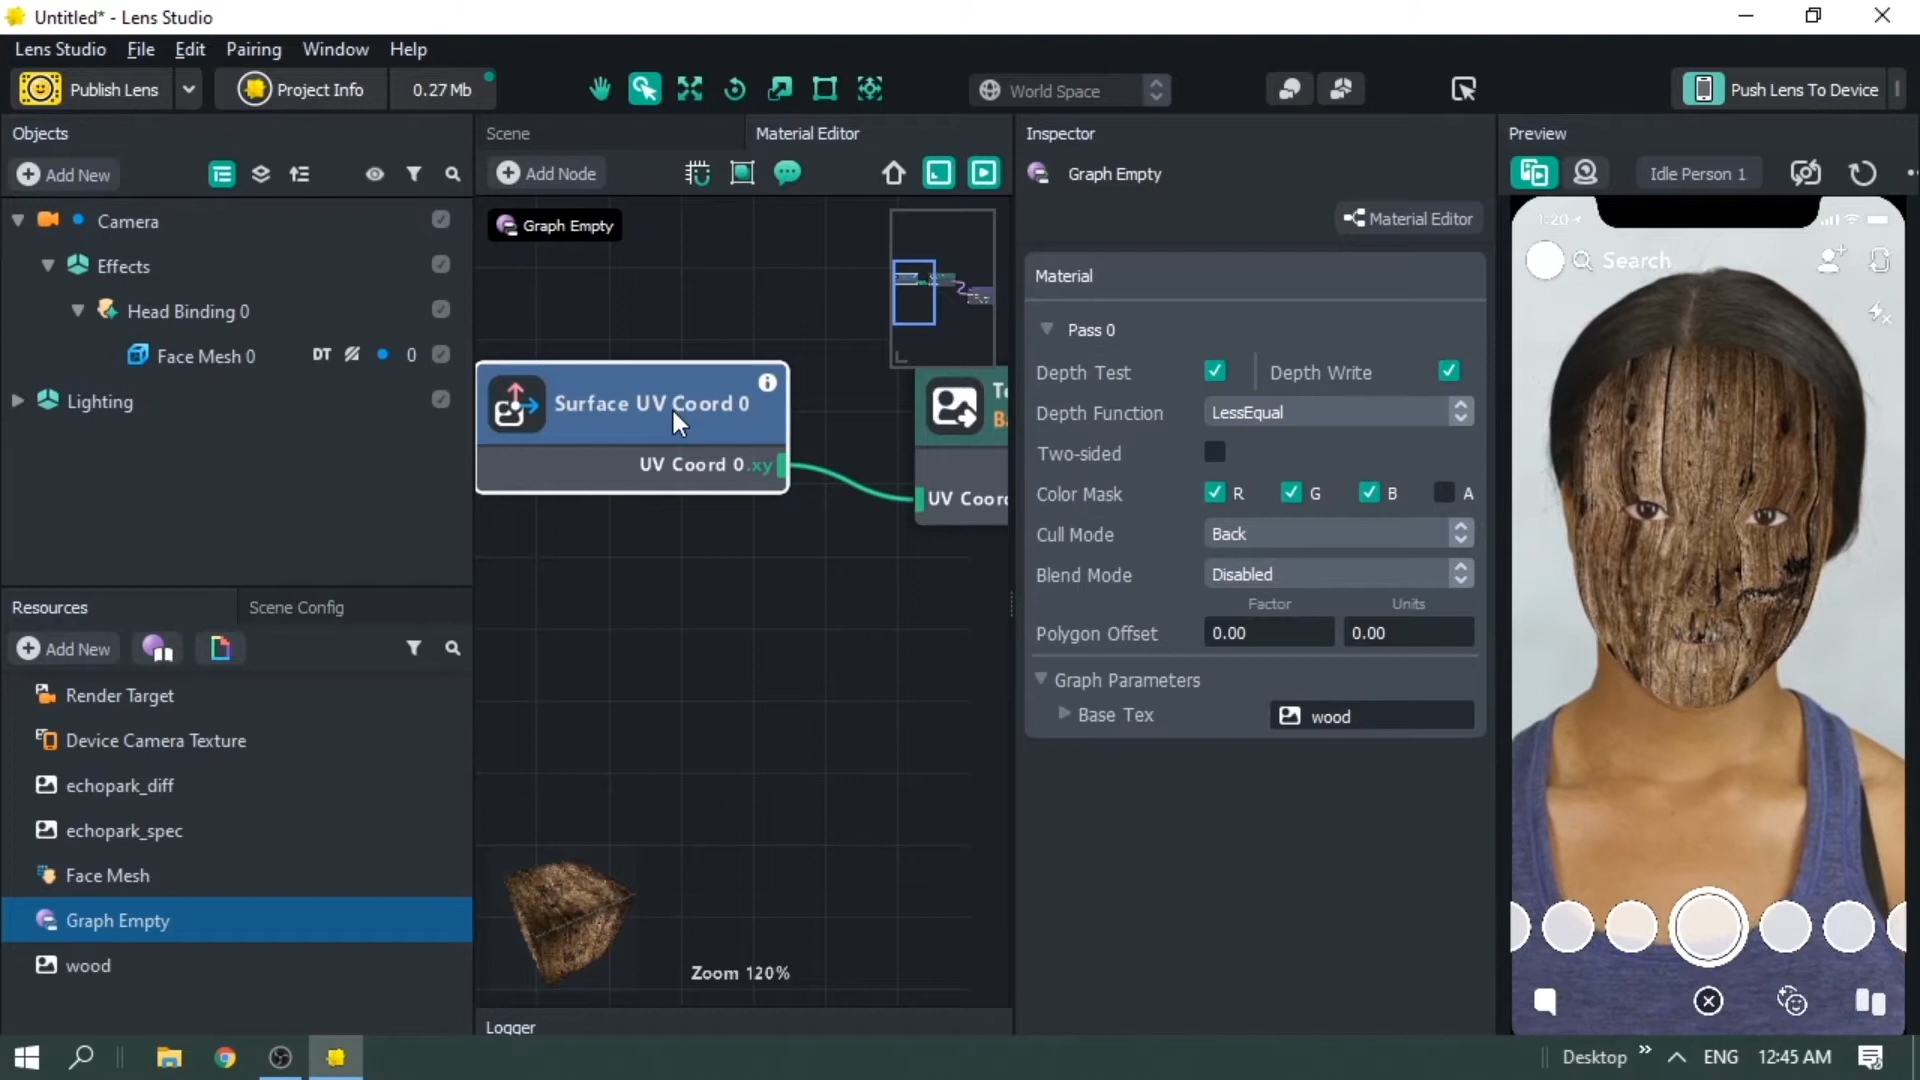 Untitled* - Lens Studio
Lens Studio File Edit Pairing Window Help
Publish Lens Project Info 0.27 Mb World Space Push Lens To Device
Objects
Add New
Camera
Effects
Head Binding 0
Face Mesh 0 DT 0
Lighting
Resources Scene Config
Add New
Render Target
Device Camera Texture
echopark_diff
echopark_spec
Face Mesh
Graph Empty
wood
Scene Material Editor
Add Node
Graph Empty
Surface UV Coord 0
UV Coord 0.xy
UV Coord
Zoom 120%
Logger
Inspector
Graph Empty
Material Editor
Material
Pass 0
Depth Test Depth Write
Depth Function LessEqual
Two-sided
Color Mask R G B A
Cull Mode Back
Blend Mode Disabled
Factor Units
Polygon Offset 0.00 0.00
Graph Parameters
Base Tex wood
Preview
Idle Person 1
1:20
Search
Desktop ENG 12:45 AM